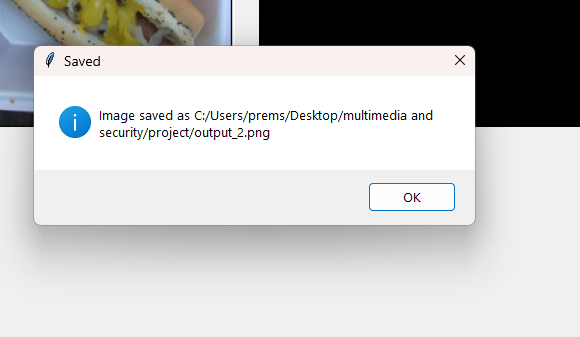 Saved
Image saved as C:/Users/prems/Desktop/multimedia and
security/project/output_2.png
OK